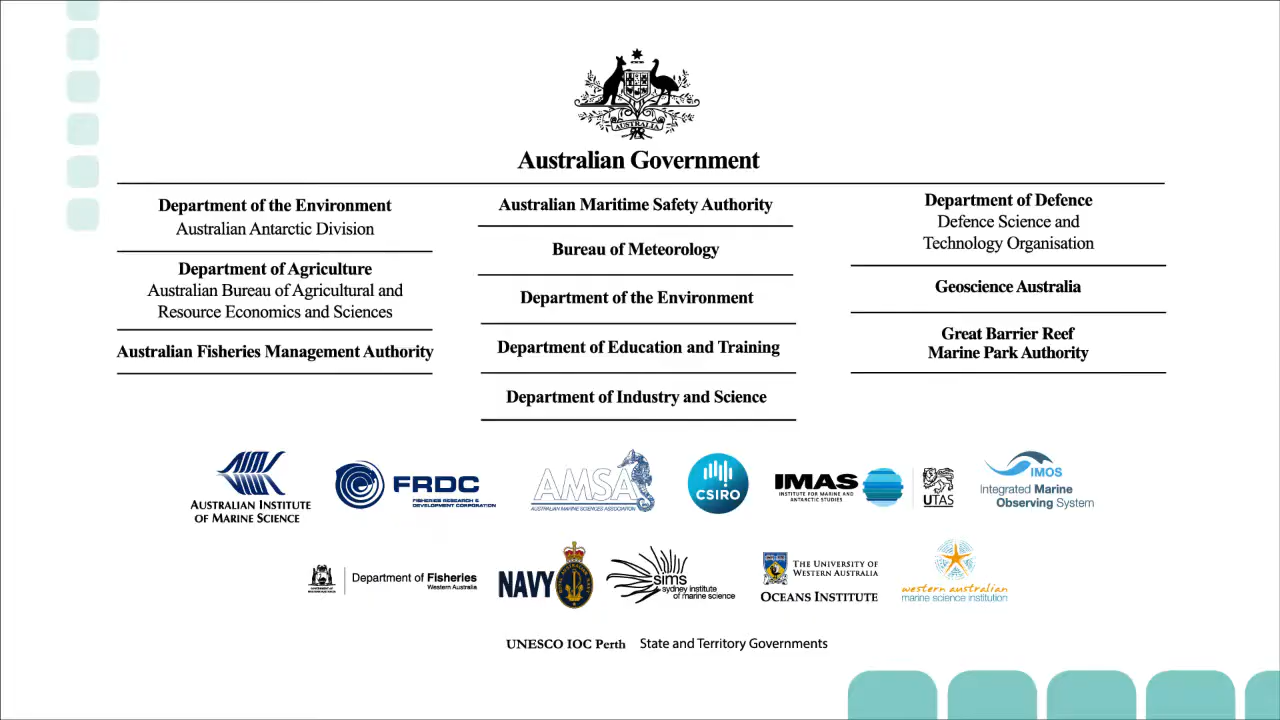 AUSTRALIA
Australian Government
Department of the Environment
Australian Antarctic Division
Department of Agriculture
Australian Bureau of Agricultural and
Resource Economics and Sciences
Australian Fisheries Management Authority
Australian Maritime Safety Authority
Bureau of Meteorology
Department of the Environment
Department of Education and Training
Department of Industry and Science
Department of Defence
Defence Science and
Technology Organisation
Geoscience Australia
Great Barrier Reef
Marine Park Authority
AUSTRALIAN INSTITUTE
OF MARINE SCIENCE
FRDC
FISHERIES RESEARCH &
DEVELOPMENT CORPORATION
AMSA
AUSTRALIAN MARINE SCIENCES ASSOCIATION
CSIRO
IMAS
INSTITUTE FOR MARINE AND
ANTARCTIC STUDIES
UTAS
IMOS
Integrated Marine
Observing System
Department of Fisheries
Western Australia
NAVY
sims
sydney institute
of marine science
THE UNIVERSITY OF
WESTERN AUSTRALIA
OCEANS INSTITUTE
western australian
marine science institution
UNESCO IOC Perth State and Territory Governments